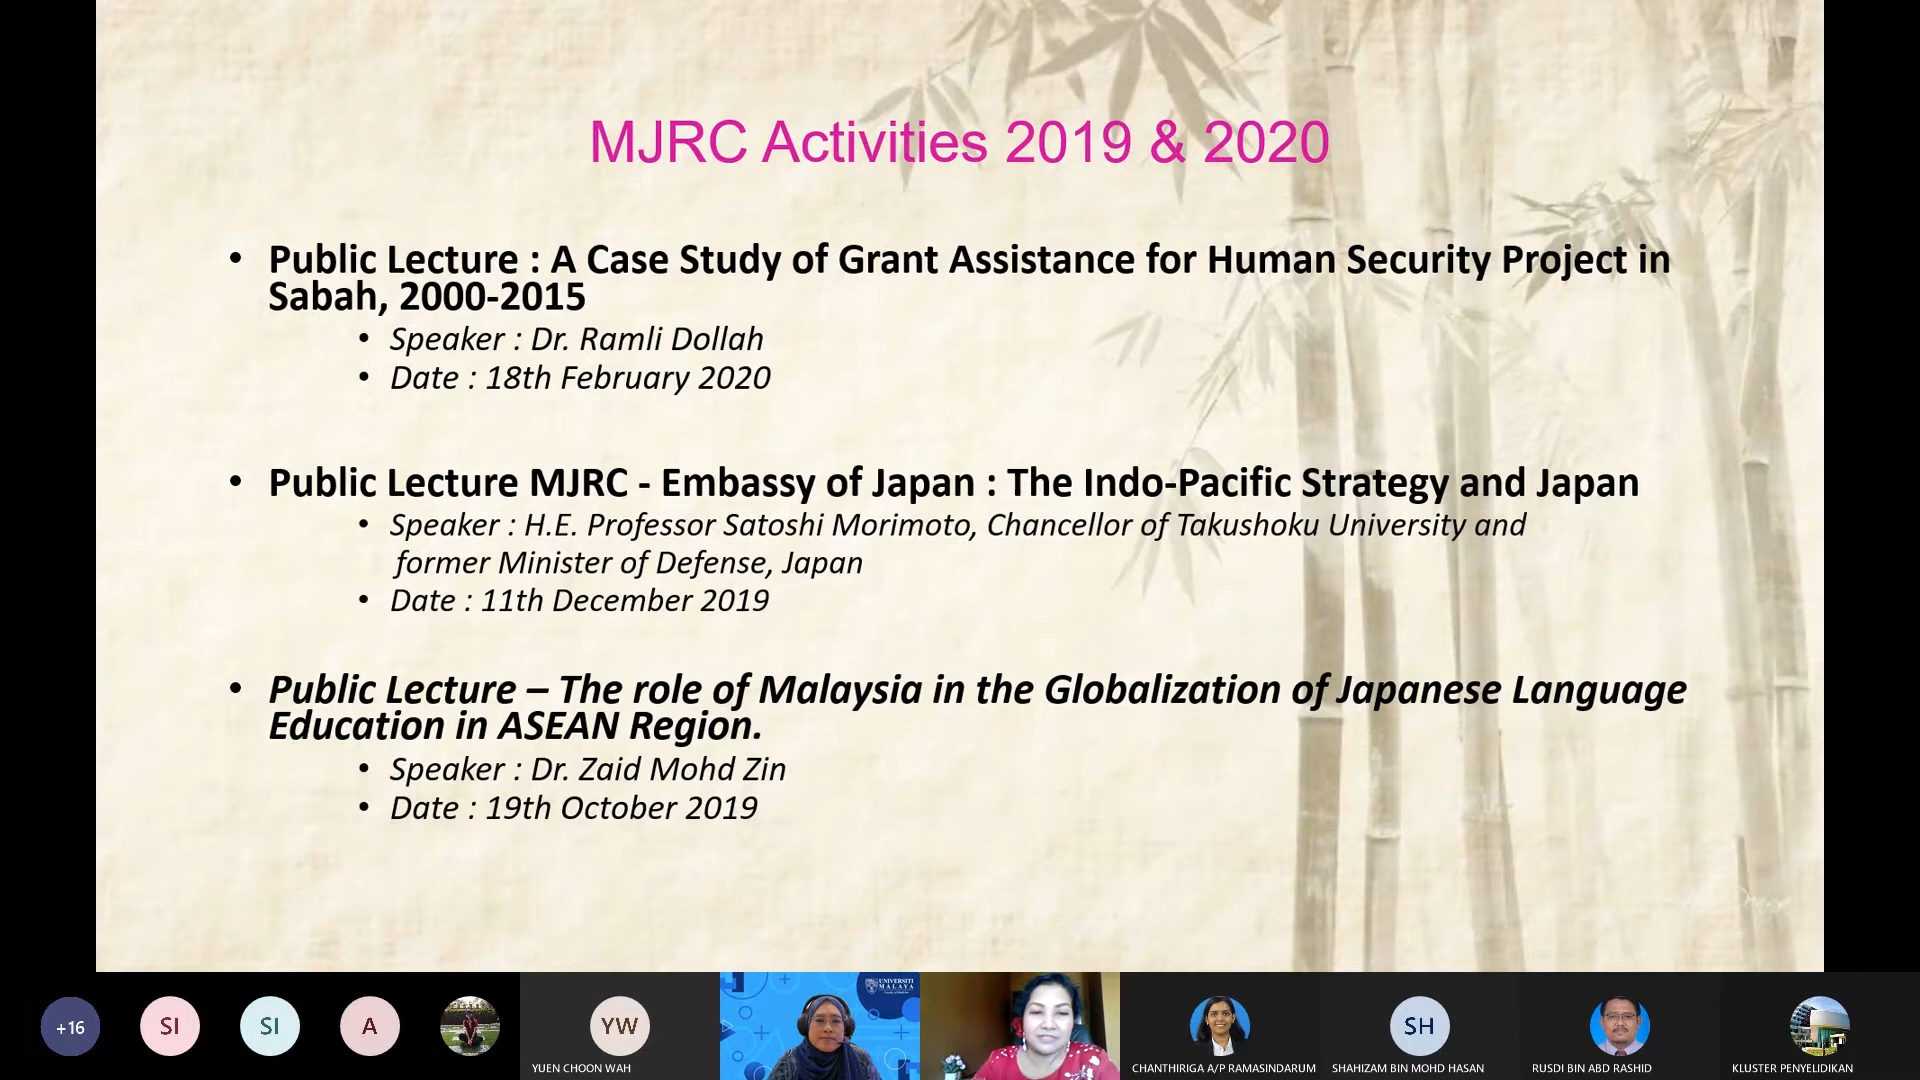 MJRC Activities 2019 & 2020
• Public Lecture : A Case Study of Grant Assistance for Human Security Project in
Sabah, 2000-2015
• Speaker : Dr. Ramli Dollah
• Date : 18th February 2020
• Public Lecture MJRC - Embassy of Japan : The Indo-Pacific Strategy and Japan
• Speaker : H.E. Professor Satoshi Morimoto, Chancellor of Takushoku University and
former Minister of Defense, Japan
• Date : 11th December 2019
• Public Lecture – The role of Malaysia in the Globalization of Japanese Language
Education in ASEAN Region.
• Speaker : Dr. Zaid Mohd Zin
• Date : 19th October 2019
+16
SI
SI
A
YW
YUEN CHOON WAH
UNIVERSITI
MALAYA
CHANTHIRIGA A/P RAMASINDARUM
SH
SHAHIZAM BIN MOHD HASAN
RUSDI BIN ABD RASHID
KLUSTER PENYELIDIKAN